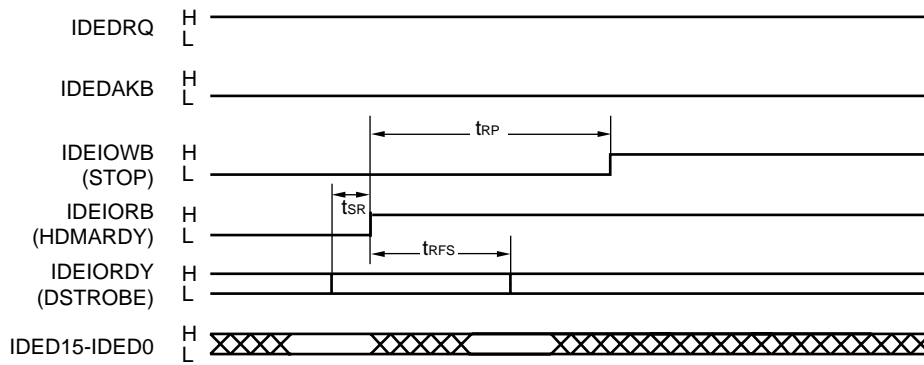 IDEDRQ H
L
IDEDAKB H
L
tRP
IDEIOWB H
(STOP) L
tSR
IDEIORB H
(HDMARDY) L
tRFS
IDEIORDY H
(DSTROBE) L
IDED15-IDED0 H
L